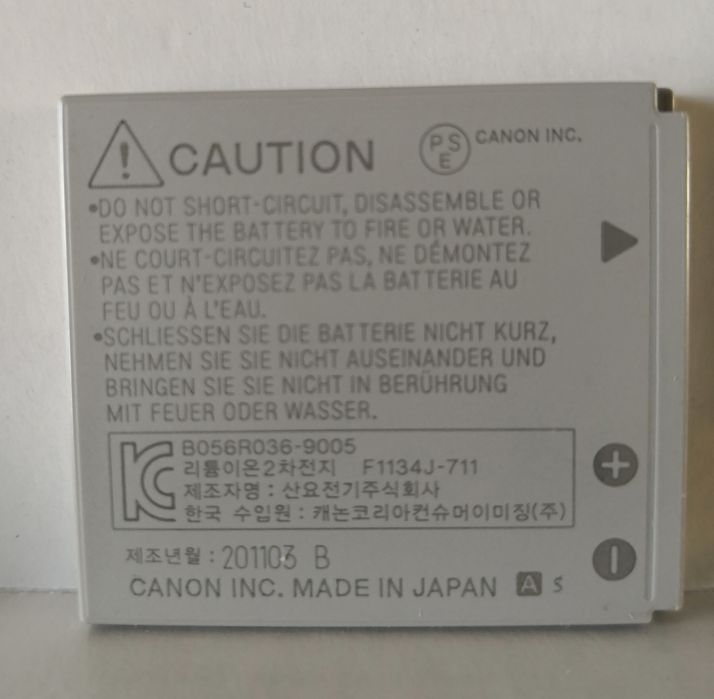 CAUTION
PSE CANON INC.
•DO NOT SHORT-CIRCUIT, DISASSEMBLE OR
EXPOSE THE BATTERY TO FIRE OR WATER.
•NE COURT-CIRCUITEZ PAS, NE DÉMONTEZ
PAS ET N'EXPOSEZ PAS LA BATTERIE AU
FEU OU À L'EAU.
•SCHLIESSEN SIE DIE BATTERIE NICHT KURZ,
NEHMEN SIE SIE NICHT AUSEINANDER UND
BRINGEN SIE SIE NICHT IN BERÜHRUNG
MIT FEUER ODER WASSER.
KC
B056R036-9005
리튬이온2차전지 F1134J-711
제조자명 : 산요전기주식회사
한국 수입원 : 캐논코리아컨슈머이미징(주)
제조년월 : 201103 B
CANON INC. MADE IN JAPAN A S